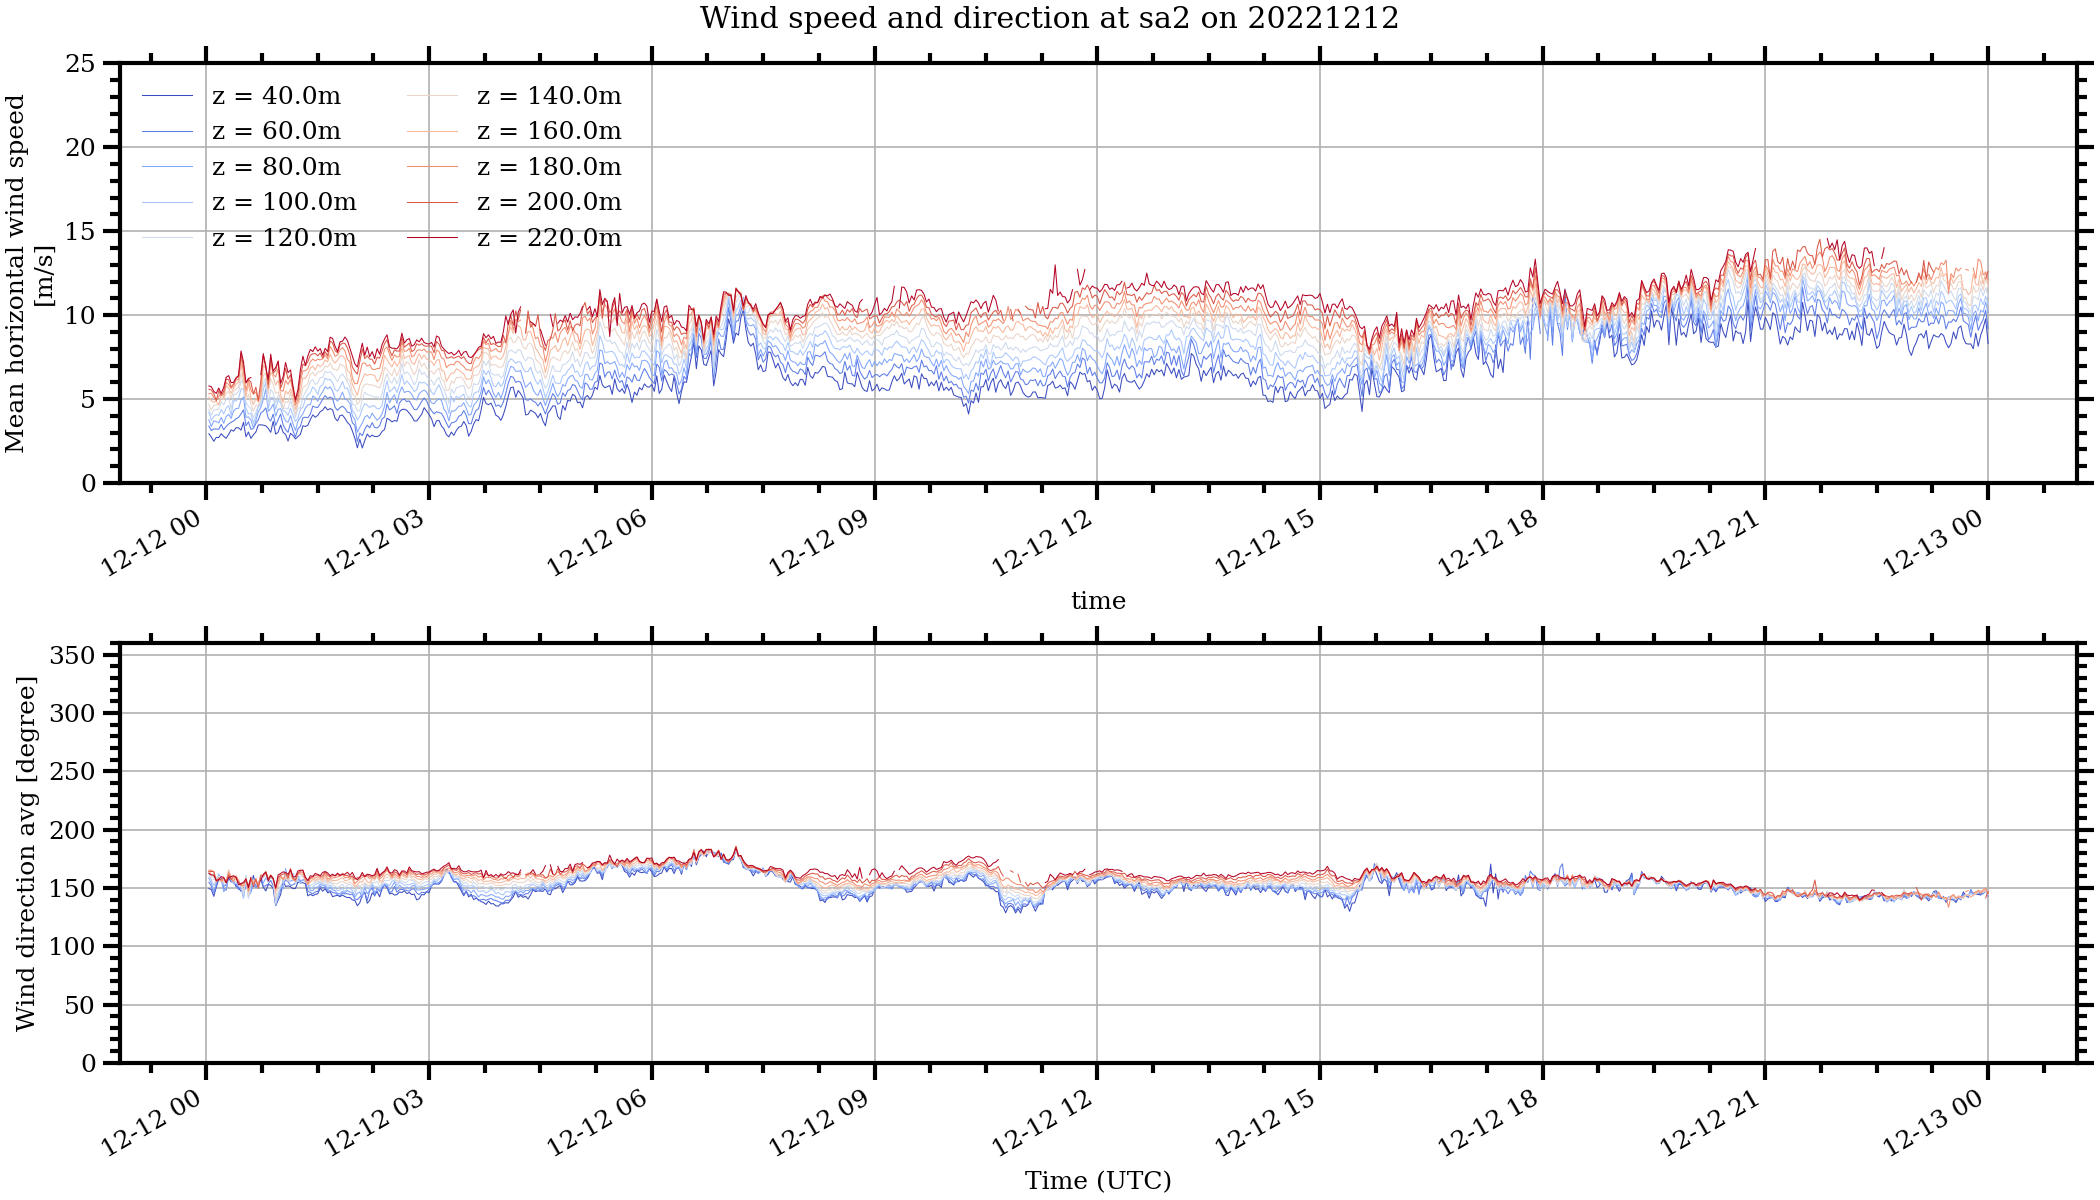 Wind speed and direction at sa2 on 20221212
Mean horizontal wind speed
[m/s]
25
20
15
10
5
0
z = 40.0m
z = 60.0m
z = 80.0m
z = 100.0m
z = 120.0m
z = 140.0m
z = 160.0m
z = 180.0m
z = 200.0m
z = 220.0m
12-12 00
12-12 03
12-12 06
12-12 09
12-12 12
12-12 15
12-12 18
12-12 21
12-13 00
time
Wind direction avg [degree]
350
300
250
200
150
100
50
0
12-12 00
12-12 03
12-12 06
12-12 09
12-12 12
12-12 15
12-12 18
12-12 21
12-13 00
Time (UTC)